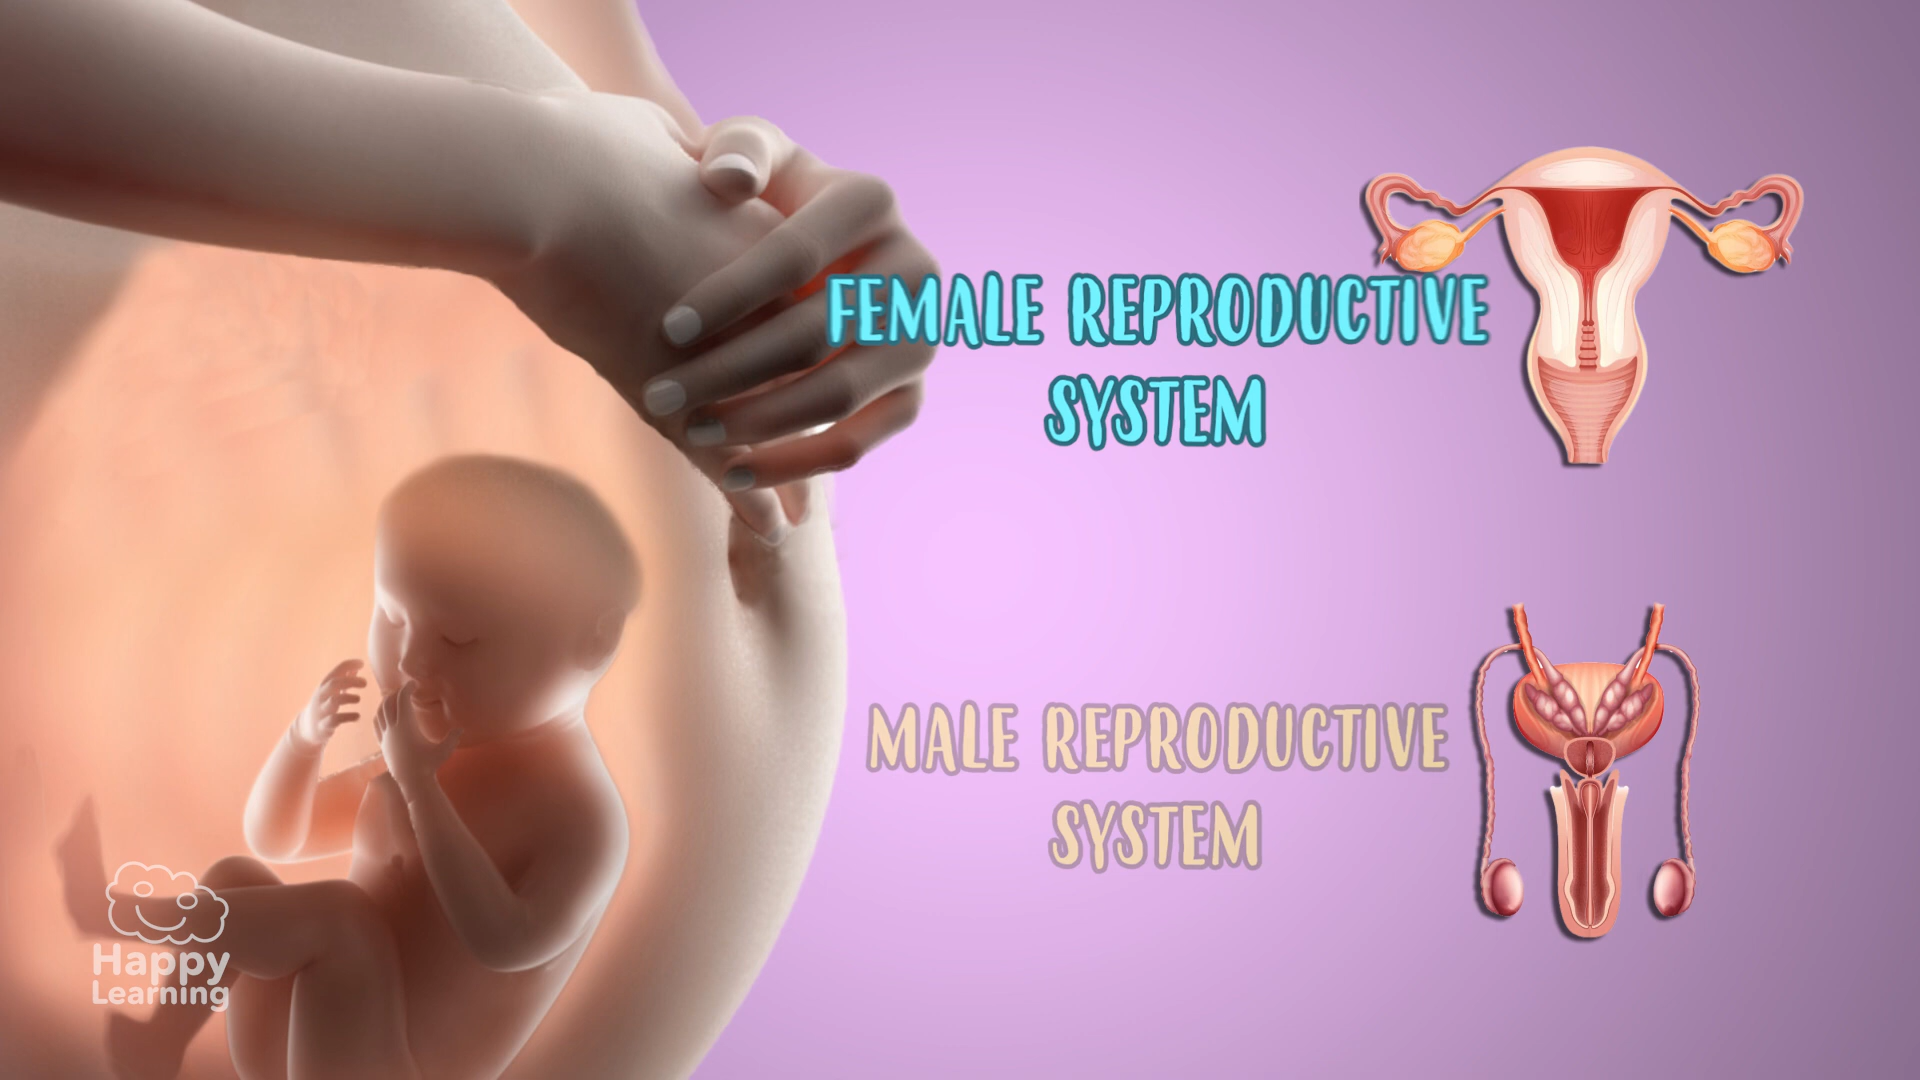 FEMALE REPRODUCTIVE
SYSTEM
MALE REPRODUCTIVE
SYSTEM
Happy
Learning